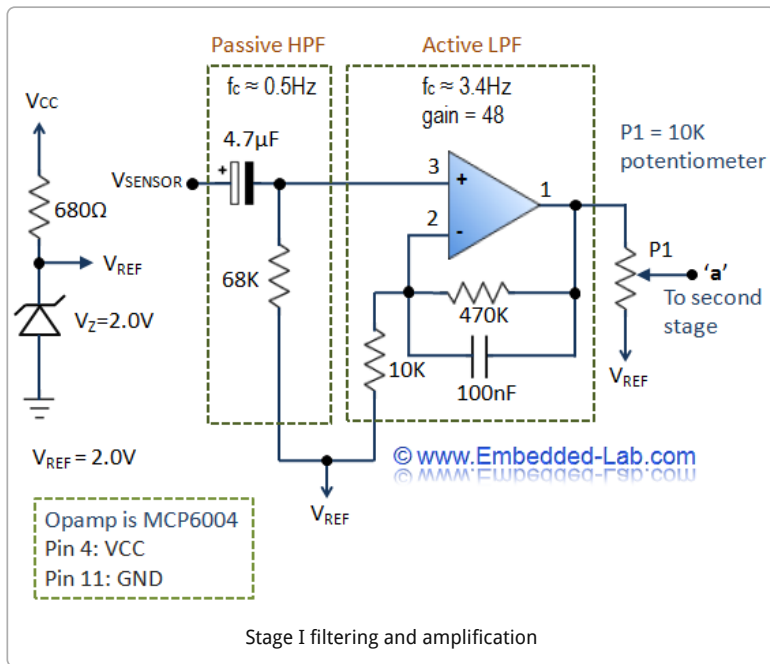 Passive HPF
Active LPF
fc ≈ 0.5Hz
fc ≈ 3.4Hz
gain = 48
Vcc
4.7µF
P1 = 10K
potentiometer
VSENSOR
+
3
+
1
680Ω
2
-
VREF
68K
P1
'a'
To second
stage
470K
VZ=2.0V
10K
100nF
VREF
VREF = 2.0V
© www.Embedded-Lab.com
VREF
Opamp is MCP6004
Pin 4: VCC
Pin 11: GND
Stage I filtering and amplification